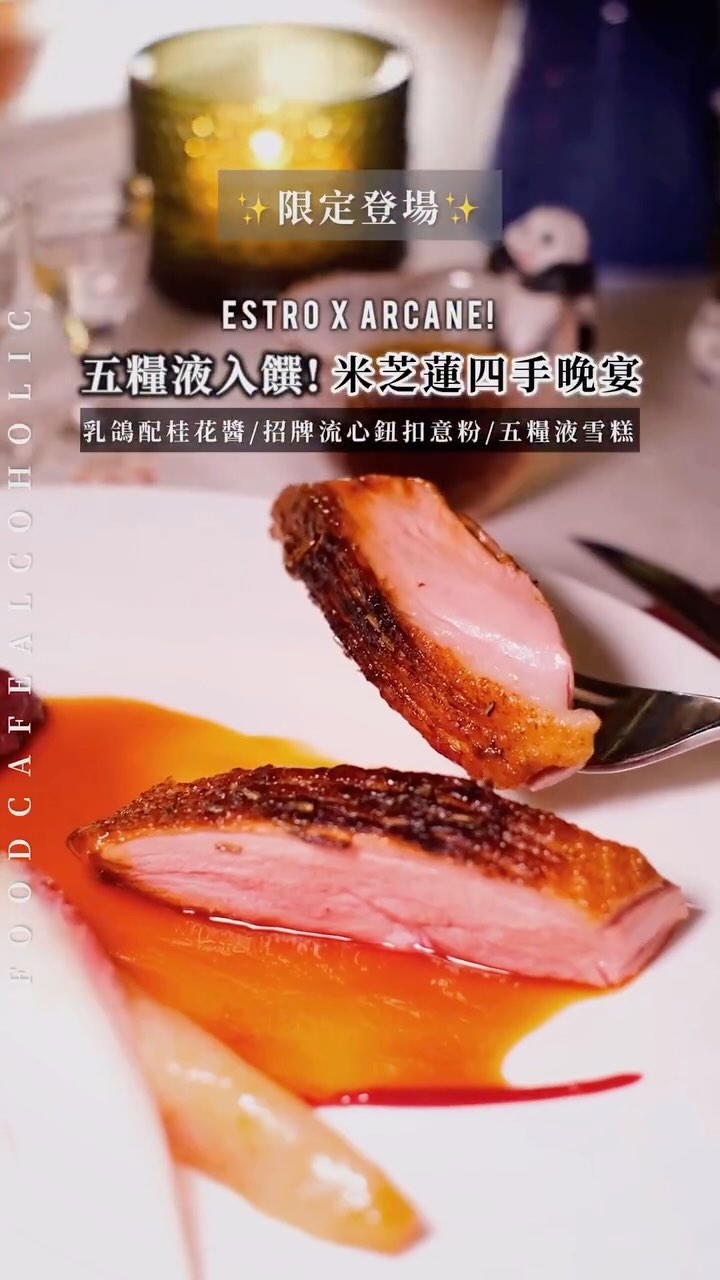 ✨限定登場✨
ESTRO X ARCANE!
五糧液入饌! 米芝蓮四手晚宴
乳鴿配桂花醬/招牌流心鈕扣意粉/五糧液雪糕
FOODCAFEALCOHOLIC